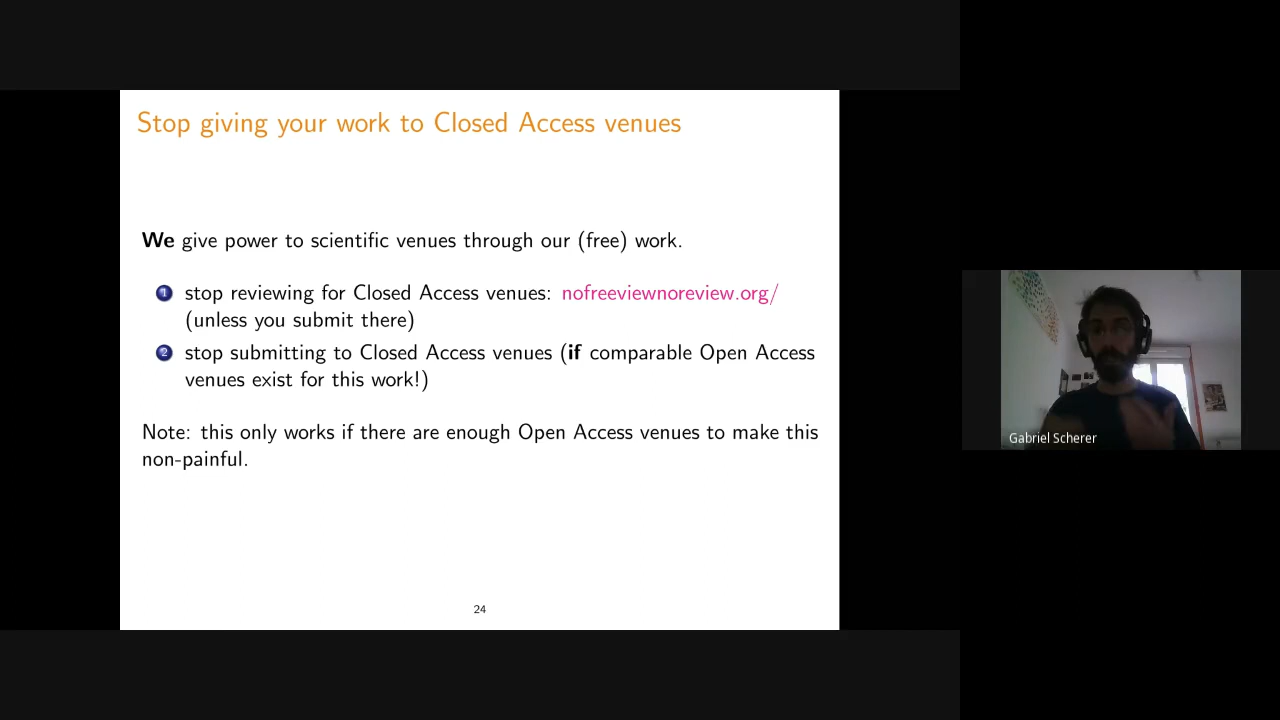 Stop giving your work to Closed Access venues
We give power to scientific venues through our (free) work.
1 stop reviewing for Closed Access venues: nofreeviewnoreview.org/
(unless you submit there)
2 stop submitting to Closed Access venues (if comparable Open Access
venues exist for this work!)
Note: this only works if there are enough Open Access venues to make this
non-painful.
24
Gabriel Scherer